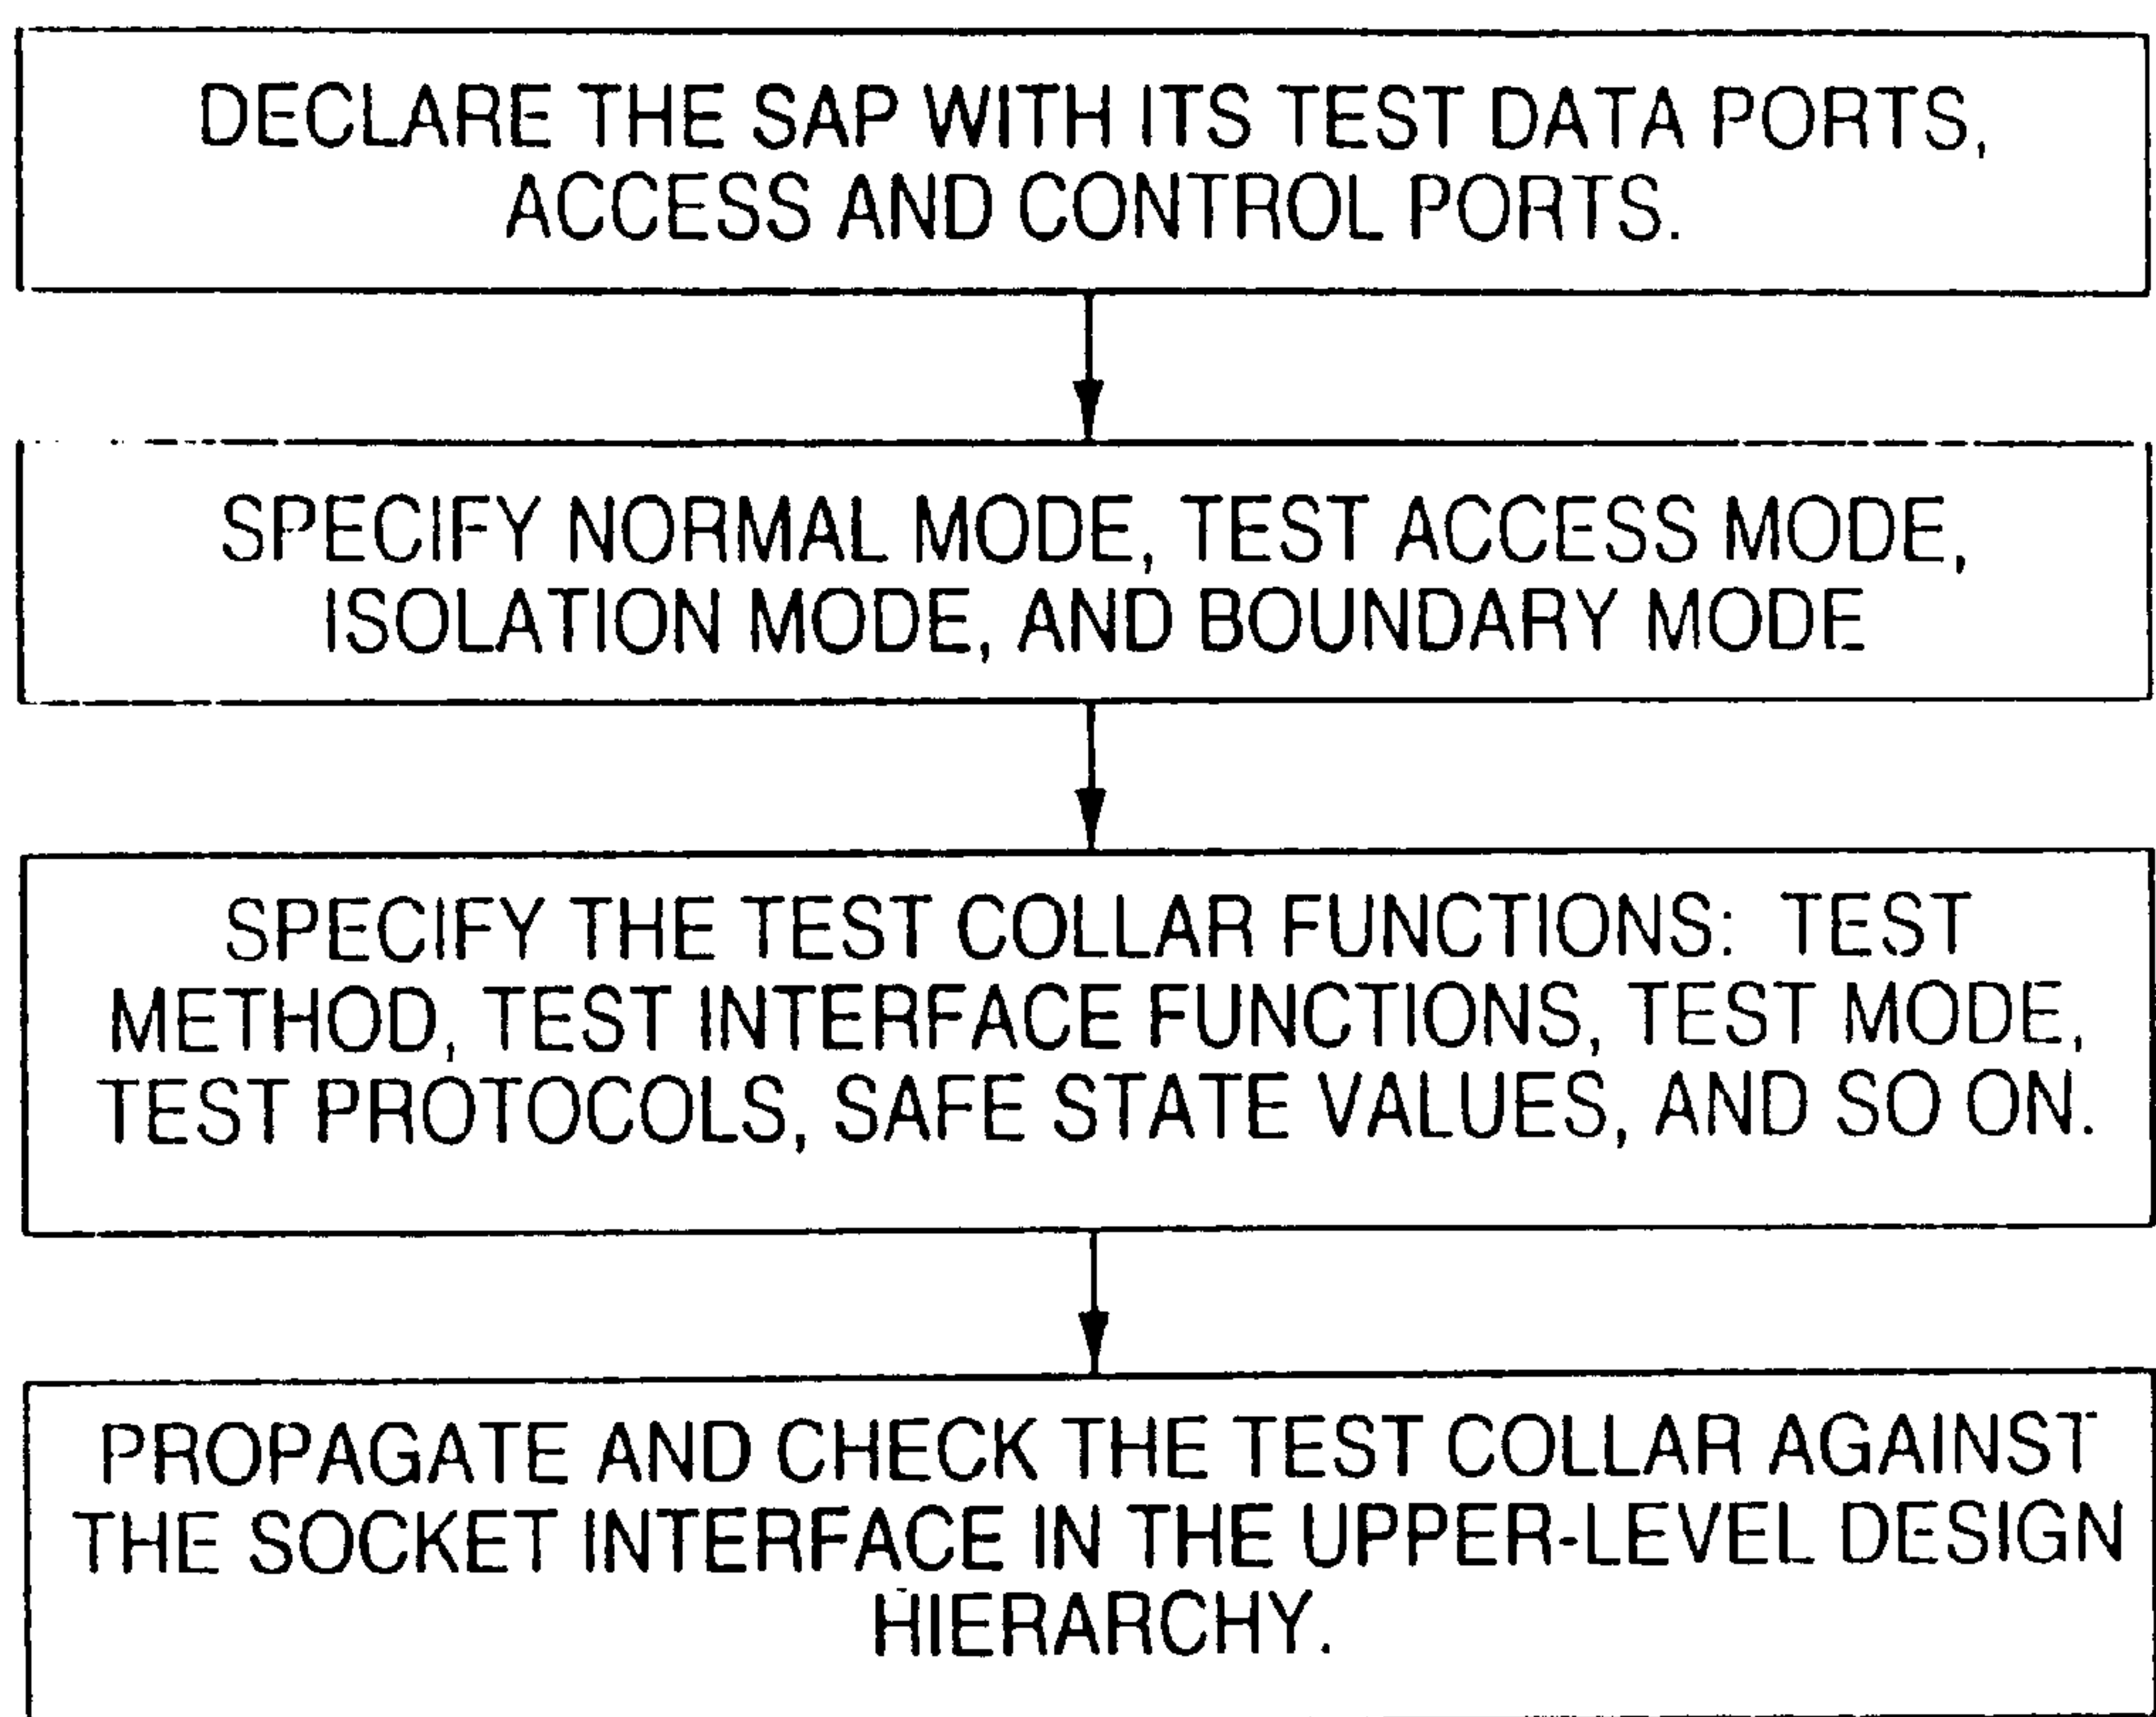 DECLARE THE SAP WITH ITS TEST DATA PORTS,
ACCESS AND CONTROL PORTS.
SPECIFY NORMAL MODE, TEST ACCESS MODE,
ISOLATION MODE, AND BOUNDARY MODE
SPECIFY THE TEST COLLAR FUNCTIONS: TEST
METHOD, TEST INTERFACE FUNCTIONS, TEST MODE,
TEST PROTOCOLS, SAFE STATE VALUES, AND SO ON.
PROPAGATE AND CHECK THE TEST COLLAR AGAINST
THE SOCKET INTERFACE IN THE UPPER-LEVEL DESIGN
HIERARCHY.